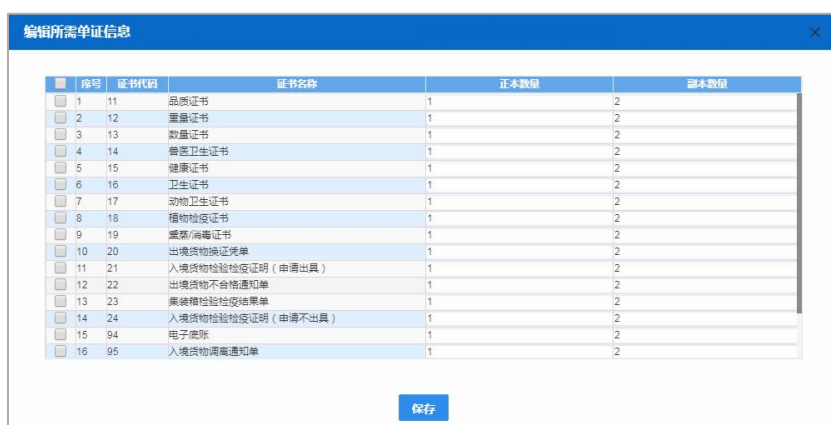 编辑所需单证信息 ×
序号 证书代码 证书名称 正本数量 副本数量
1 11 品质证书 1 2
2 12 重量证书 1 2
3 13 数量证书 1 2
4 14 兽医卫生证书 1 2
5 15 健康证书 1 2
6 16 卫生证书 1 2
7 17 动物卫生证书 1 2
8 18 植物检疫证书 1 2
9 19 熏蒸/消毒证书 1 2
10 20 出境货物换证凭单 1 2
11 21 入境货物检验检疫证明（申请出具） 1 2
12 22 出境货物不合格通知单 1 2
13 23 集装箱检验检疫结果单 1 2
14 24 入境货物检验检疫证明（申请不出具） 1 2
15 94 电子底账 1 2
16 95 入境货物调离通知单 1 2
保存